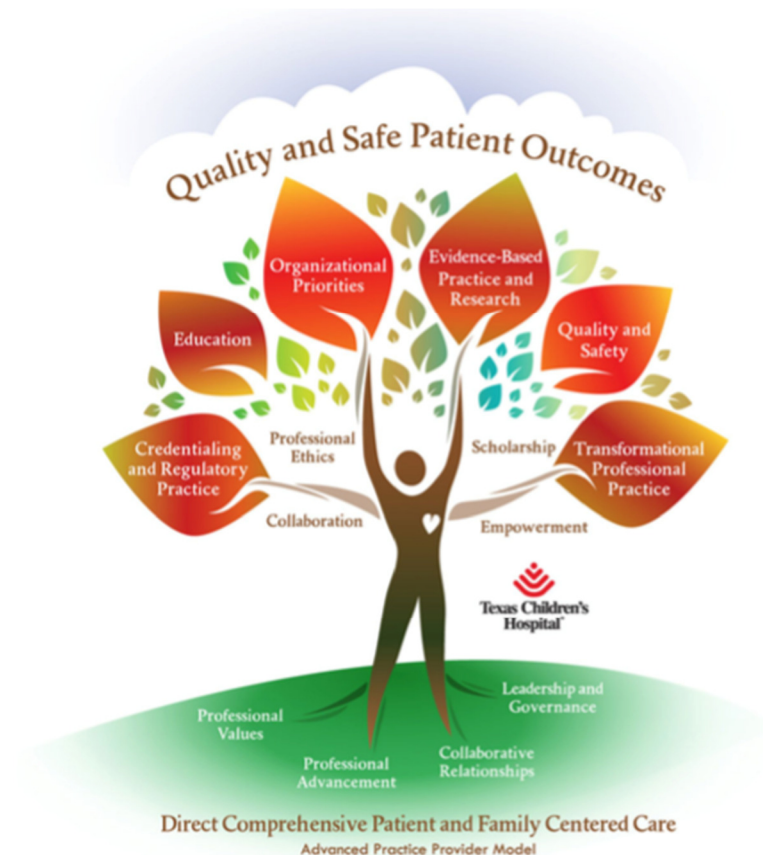 Quality and Safe Patient Outcomes
Organizational
Priorities
Evidence-Based
Practice and
Research
Education
Quality and
Safety
Credentialing
and Regulatory
Practice
Professional
Ethics
Scholarship
Transformational
Professional
Practice
Collaboration
Empowerment
Texas Children's
Hospital
Leadership and
Governance
Professional
Values
Collaborative
Relationships
Professional
Advancement
Direct Comprehensive Patient and Family Centered Care
Advanced Practice Provider Model